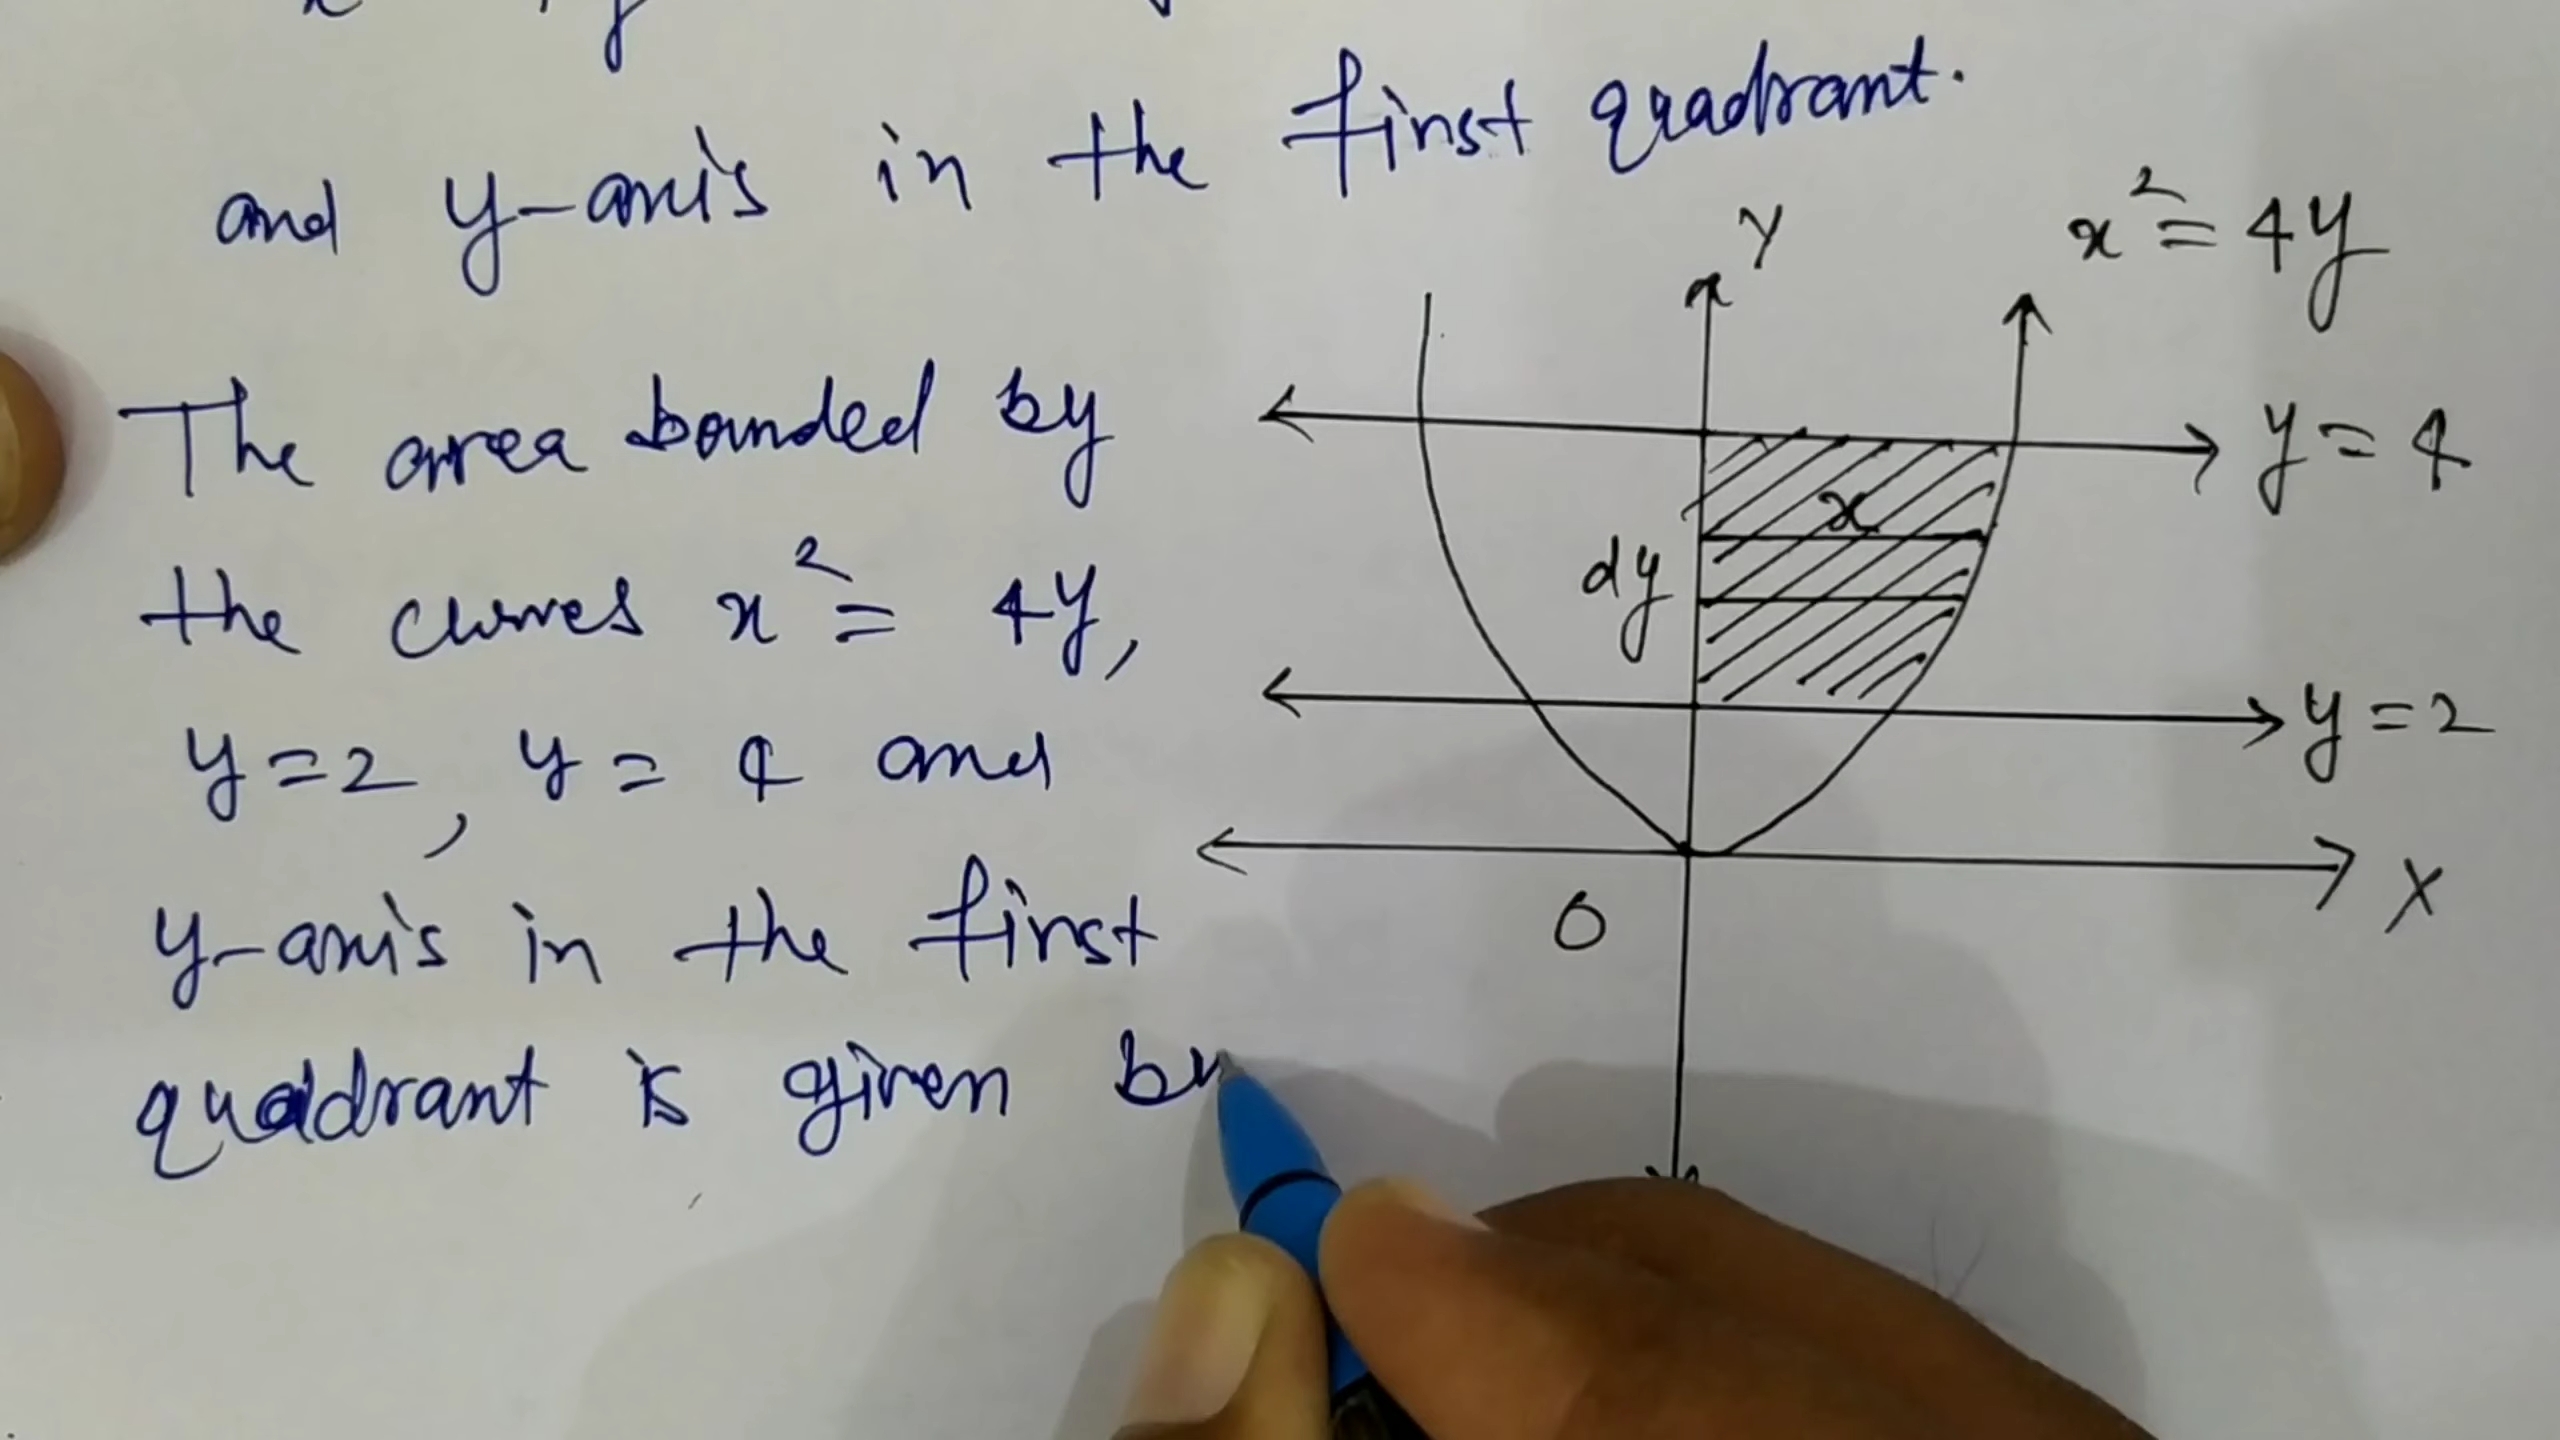 and y-axis in the first quadrant.
Y
x² = 4y
The area bounded by
y = 4
x
dy
the curves x² = 4y,
y = 2
y=2, y = 4 and
X
O
y-axis in the first
quadrant is given by